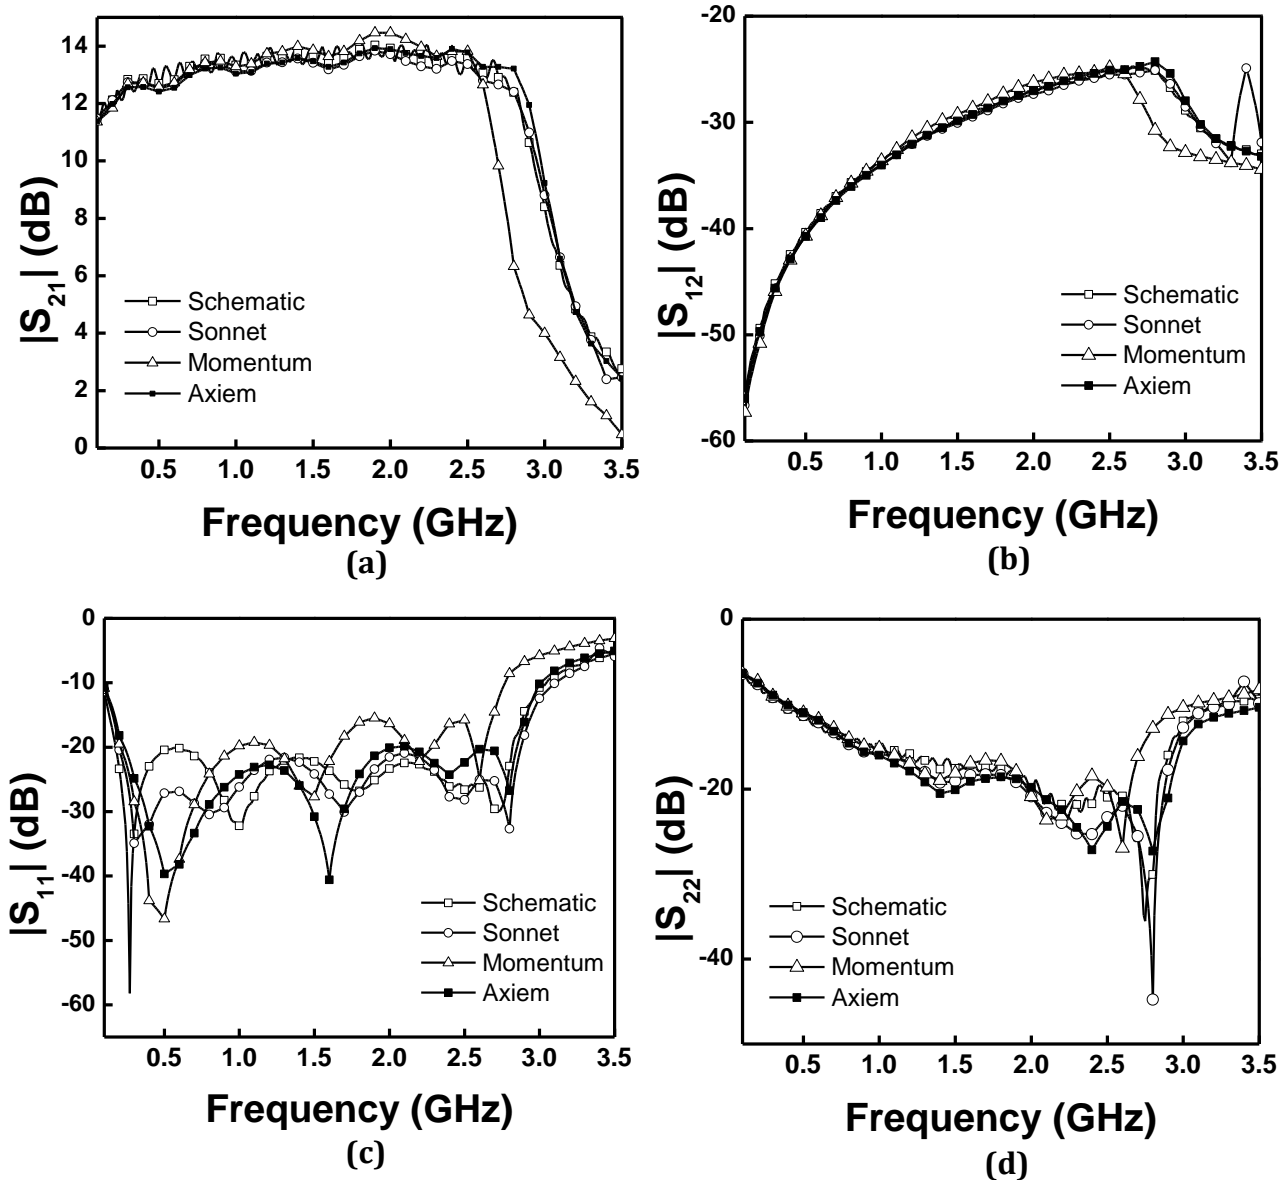 14
12
10
8
6
4
2
0
|S21| (dB)
Schematic
Sonnet
Momentum
Axiem
0.5 1.0 1.5 2.0 2.5 3.0 3.5
Frequency (GHz)
(a)
-20
-30
-40
-50
-60
|S12| (dB)
Schematic
Sonnet
Momentum
Axiem
0.5 1.0 1.5 2.0 2.5 3.0 3.5
Frequency (GHz)
(b)
0
-10
-20
-30
-40
-50
-60
|S11| (dB)
Schematic
Sonnet
Momentum
Axiem
0.5 1.0 1.5 2.0 2.5 3.0 3.5
Frequency (GHz)
(c)
0
-20
-40
|S22| (dB)
Schematic
Sonnet
Momentum
Axiem
0.5 1.0 1.5 2.0 2.5 3.0 3.5
Frequency (GHz)
(d)